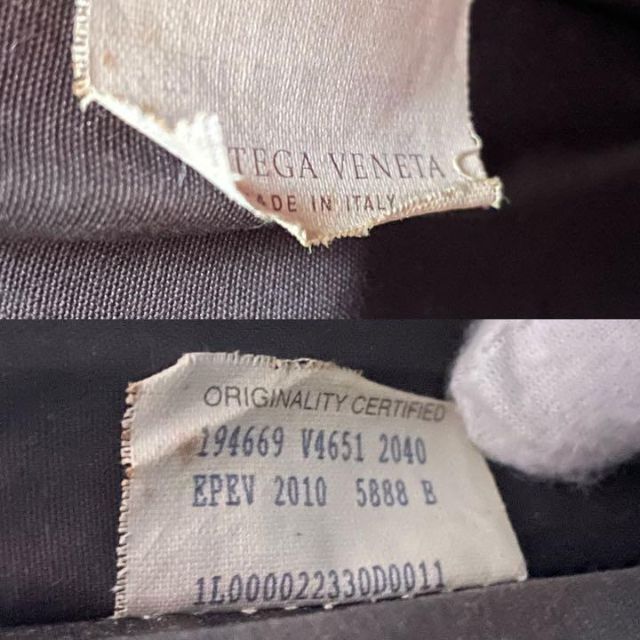 TEGA VENETA
ADE IN ITALY
ORIGINALITY CERTIFIED
194669 V4651 2040
EPEV 2010 5888 B
1L000022330D0011